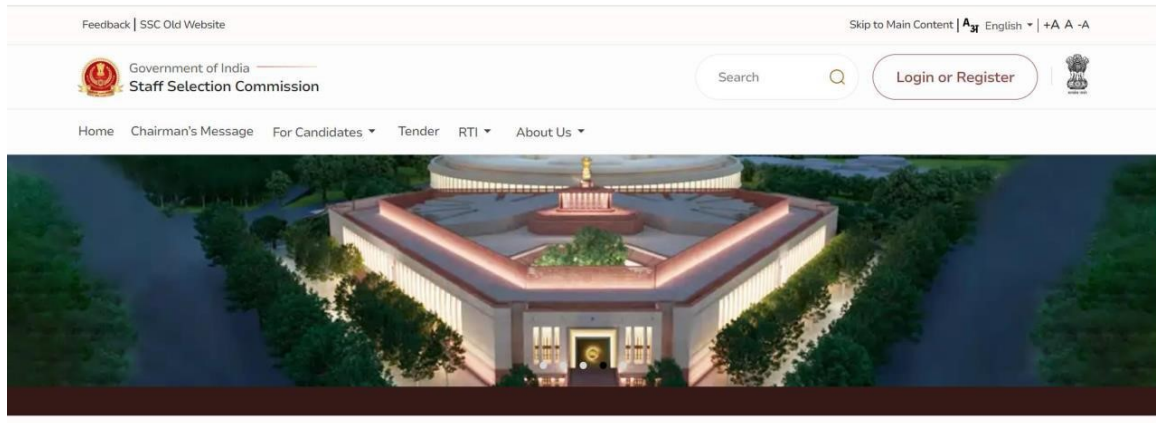 Feedback | SSC Old Website
Skip to Main Content | Aअ English | +A A -A
Government of India
Staff Selection Commission
Search
Login or Register
Home Chairman's Message For Candidates Tender RTI About Us